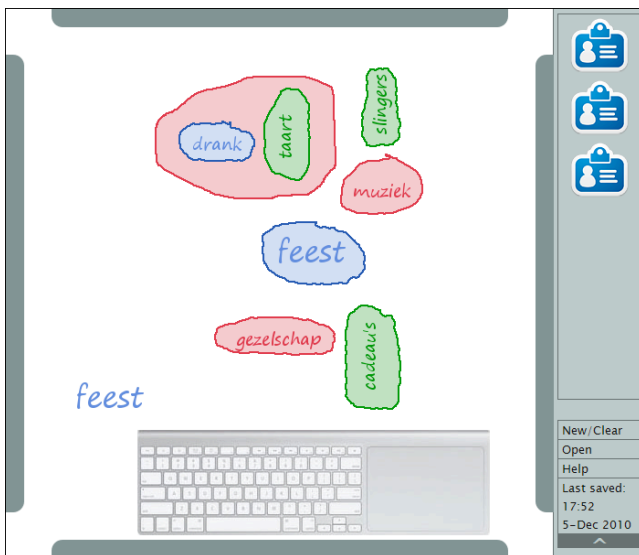 slingers
drank
taart
muziek
feest
gezelschap
cadeau's
feest
New/Clear
Open
Help
Last saved:
17:52
5-Dec 2010